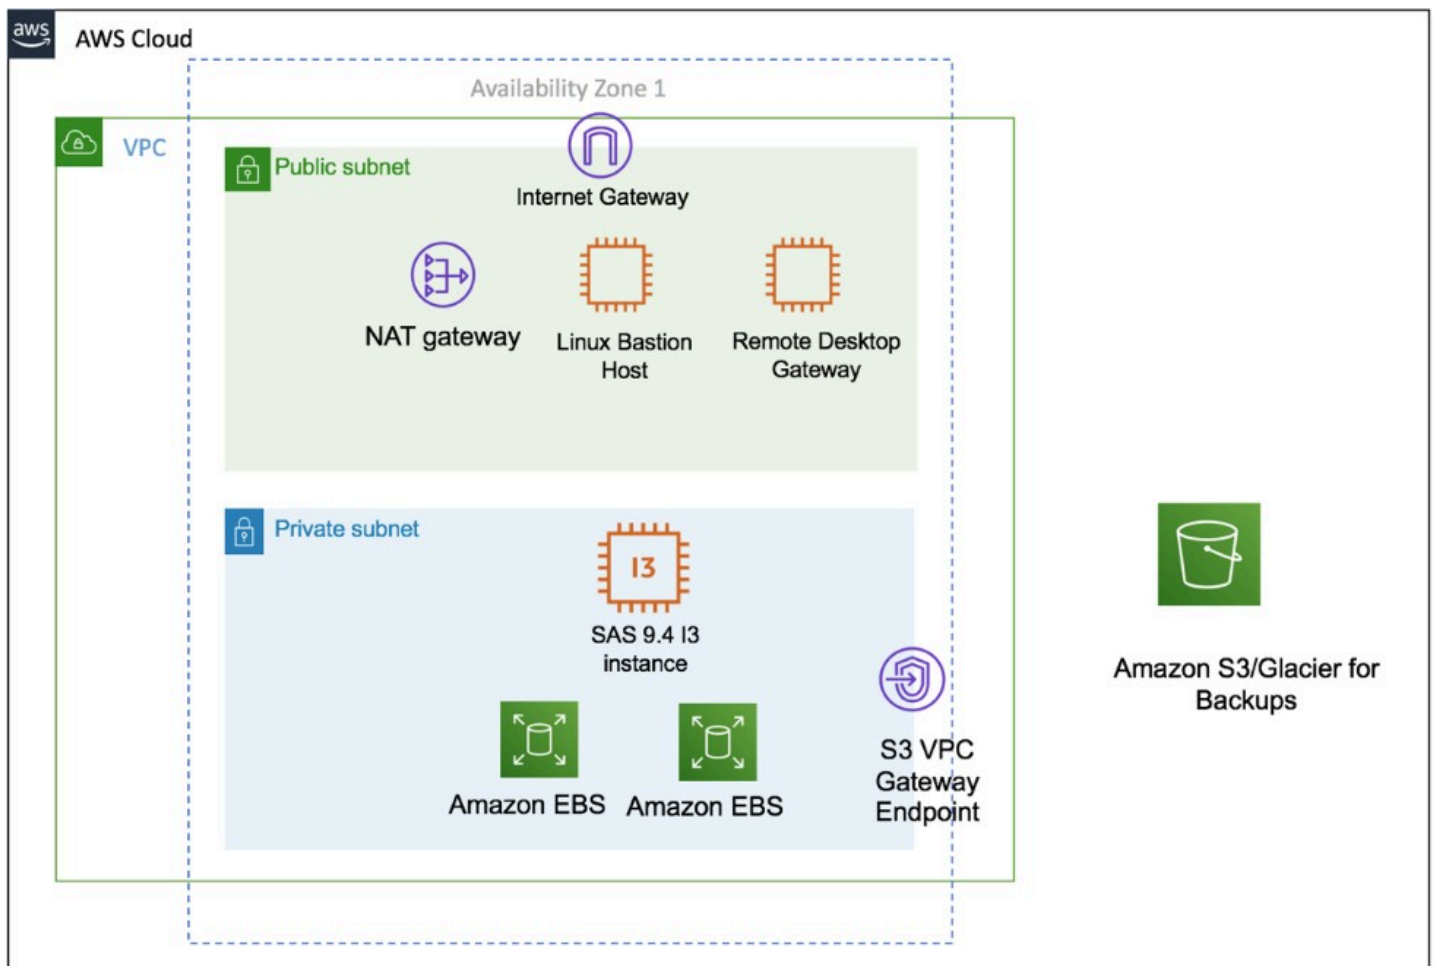 aws
AWS Cloud
Availability Zone 1
VPC
Public subnet
Internet Gateway
NAT gateway
Linux Bastion
Host
Remote Desktop
Gateway
Private subnet
I3
SAS 9.4 I3
instance
Amazon EBS
Amazon EBS
S3 VPC
Gateway
Endpoint
Amazon S3/Glacier for
Backups